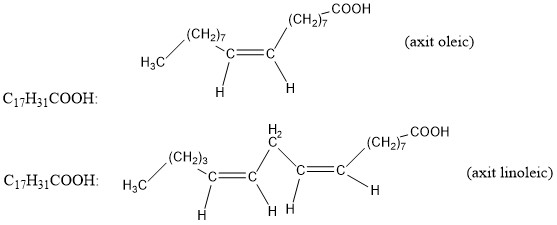 (CH2)7 COOH
(CH2)7
H3C C C (axit oleic)
H H
C17H31COOH:
H2
C
(CH2)7 COOH
(CH2)3 C C
C17H31COOH: H3C C C (axit linoleic)
H H H H